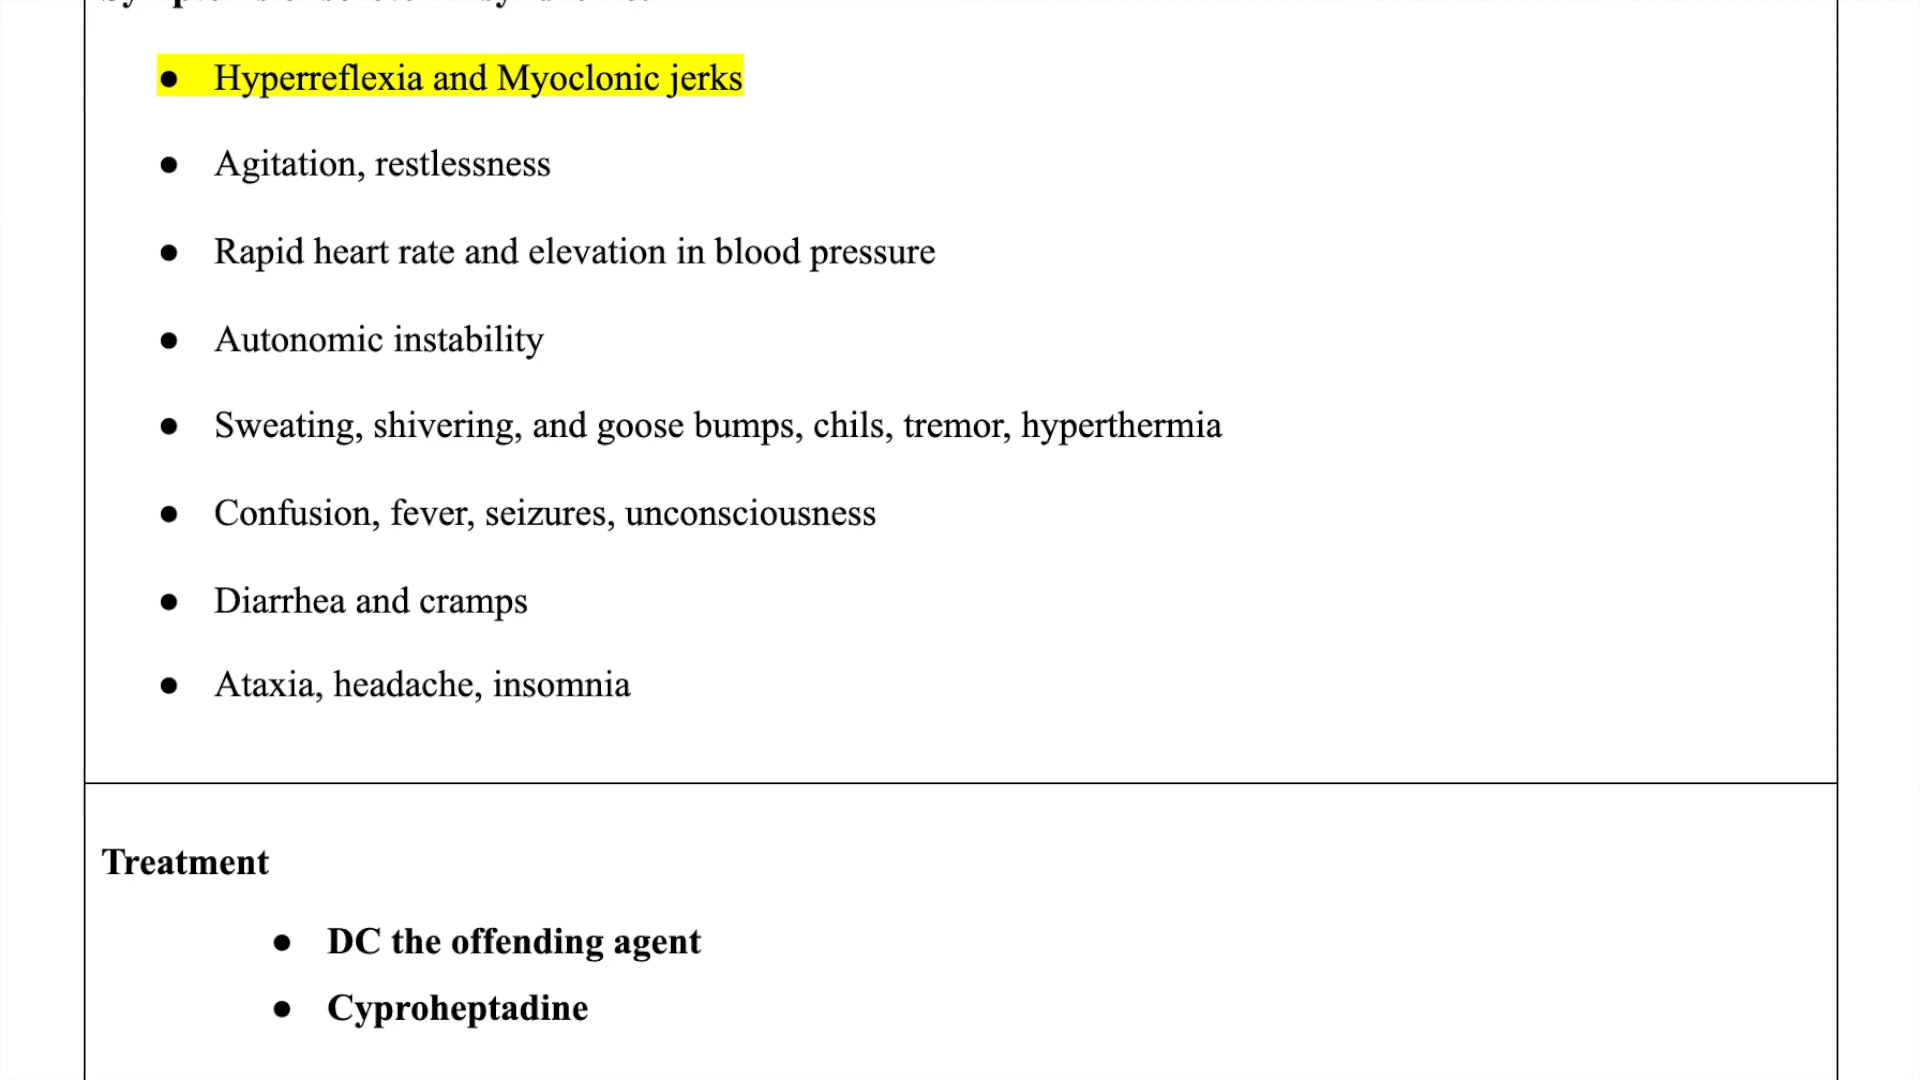 ● Hyperreflexia and Myoclonic jerks
● Agitation, restlessness
● Rapid heart rate and elevation in blood pressure
● Autonomic instability
● Sweating, shivering, and goose bumps, chils, tremor, hyperthermia
● Confusion, fever, seizures, unconsciousness
● Diarrhea and cramps
● Ataxia, headache, insomnia
Treatment
● DC the offending agent
● Cyproheptadine